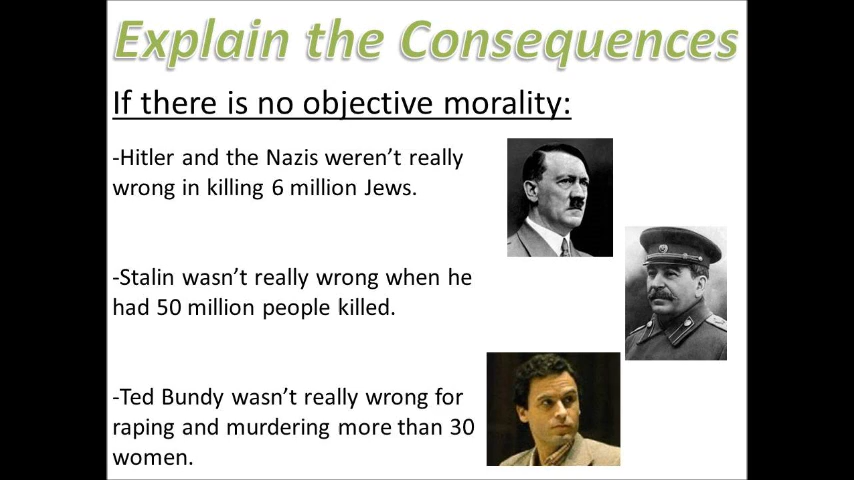 Explain the Consequences
If there is no objective morality:
-Hitler and the Nazis weren’t really
wrong in killing 6 million Jews.
-Stalin wasn’t really wrong when he
had 50 million people killed.
-Ted Bundy wasn’t really wrong for
raping and murdering more than 30
women.